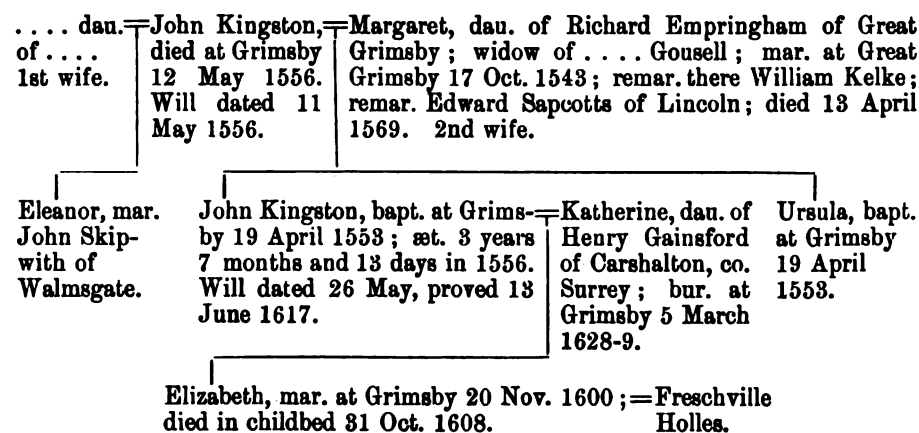 . . . . dau.
of . . . .
1st wife.
John Kingston,
died at Grimsby
12 May 1556.
Will dated 11
May 1556.
Margaret, dau. of Richard Empringham of Great
Grimsby ; widow of . . . . Gousell ; mar. at Great
Grimsby 17 Oct. 1543 ; remar. there William Kelke ;
remar. Edward Sapcotts of Lincoln ; died 13 April
1569. 2nd wife.
Eleanor, mar.
John Skip-
with of
Walmsgate.
John Kingston, bapt. at Grims-
by 19 April 1553 ; æt. 3 years
7 months and 13 days in 1556.
Will dated 26 May, proved 13
June 1617.
Katherine, dau. of
Henry Gainsford
of Carshalton, co.
Surrey ; bur. at
Grimsby 5 March
1628-9.
Ursula, bapt.
at Grimsby
19 April
1553.
Elizabeth, mar. at Grimsby 20 Nov. 1600 ;
died in childbed 31 Oct. 1608.
Freschville
Holles.